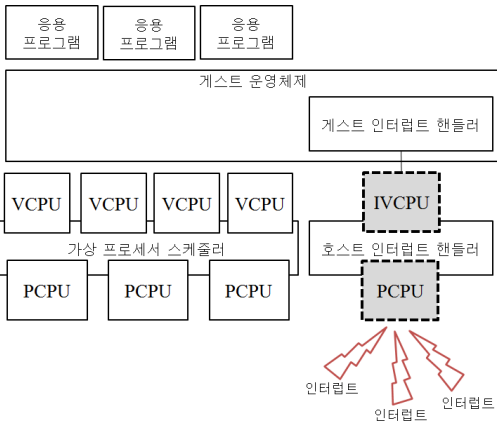 응용
프로그램
응용
프로그램
응용
프로그램
게스트 운영체제
게스트 인터럽트 핸들러
VCPU
VCPU
VCPU
VCPU
IVCPU
가상 프로세서 스케줄러
호스트 인터럽트 핸들러
PCPU
PCPU
PCPU
PCPU
인터럽트
인터럽트
인터럽트